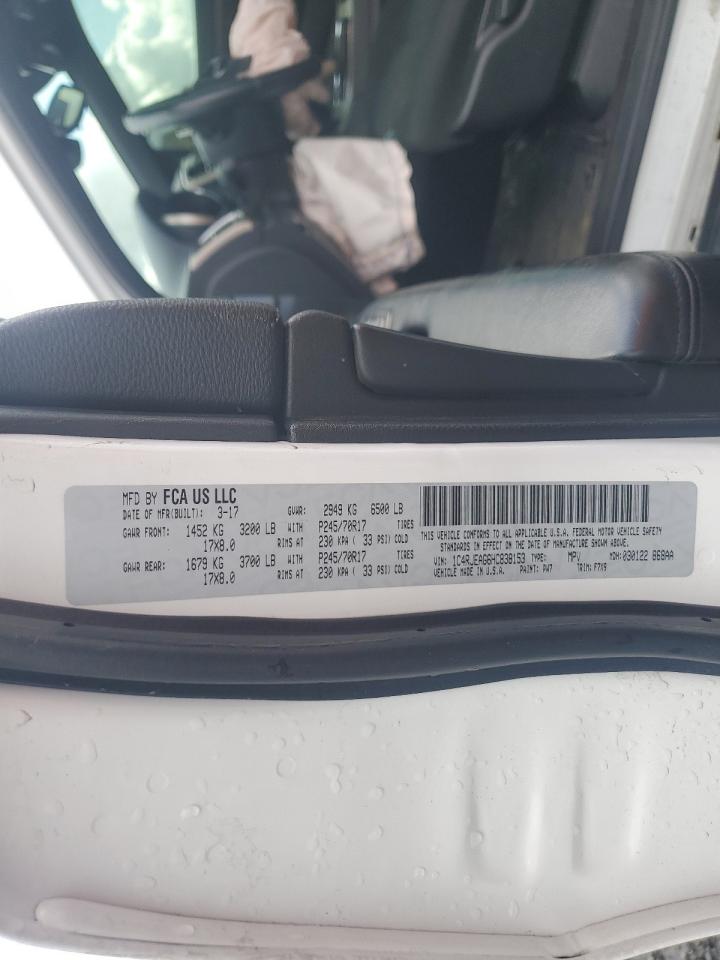 MFD BY FCA US LLC
DATE OF MFR(BUILT): 3-17 GVWR: 2949 KG 6500 LB
GAWR FRONT: 1452 KG 3200 LB WITH P245/70R17 TIRES
17X8.0 RIMS AT 230 KPA ( 33 PSI) COLD
GAWR REAR: 1679 KG 3700 LB WITH P245/70R17 TIRES
17X8.0 RIMS AT 230 KPA ( 33 PSI) COLD
THIS VEHICLE CONFORMS TO ALL APPLICABLE U.S.A. FEDERAL MOTOR VEHICLE SAFETY
STANDARDS IN EFFECT ON THE DATE OF MANUFACTURE SHOWN ABOVE.
VIN: 1C4RJEAG6HC838153 TYPE: MPV MDH: 030122 868AA
VEHICLE MADE IN U.S.A. PAINT: PW7 TRIM: F7X9